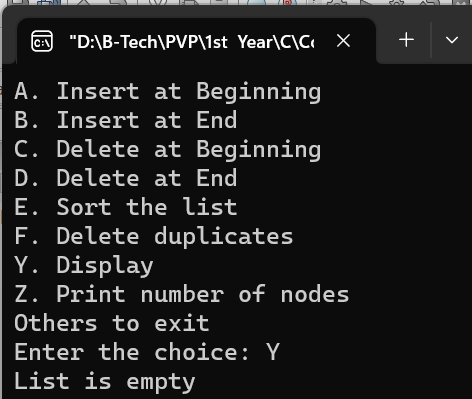 "D:\B-Tech\PVP\1st Year\C\Cc
A. Insert at Beginning
B. Insert at End
C. Delete at Beginning
D. Delete at End
E. Sort the list
F. Delete duplicates
Y. Display
Z. Print number of nodes
Others to exit
Enter the choice: Y
List is empty